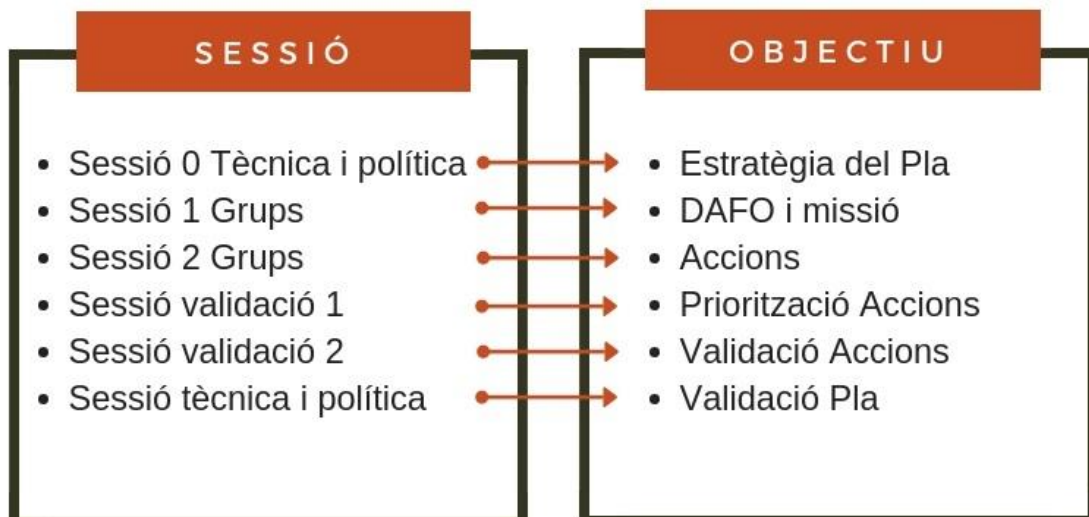 SESSIÓ
• Sessió 0 Tècnica i política
• Sessió 1 Grups
• Sessió 2 Grups
• Sessió validació 1
• Sessió validació 2
• Sessió tècnica i política
OBJECTIU
• Estratègia del Pla
• DAFO i missió
• Accions
• Priorització Accions
• Validació Accions
• Validació Pla